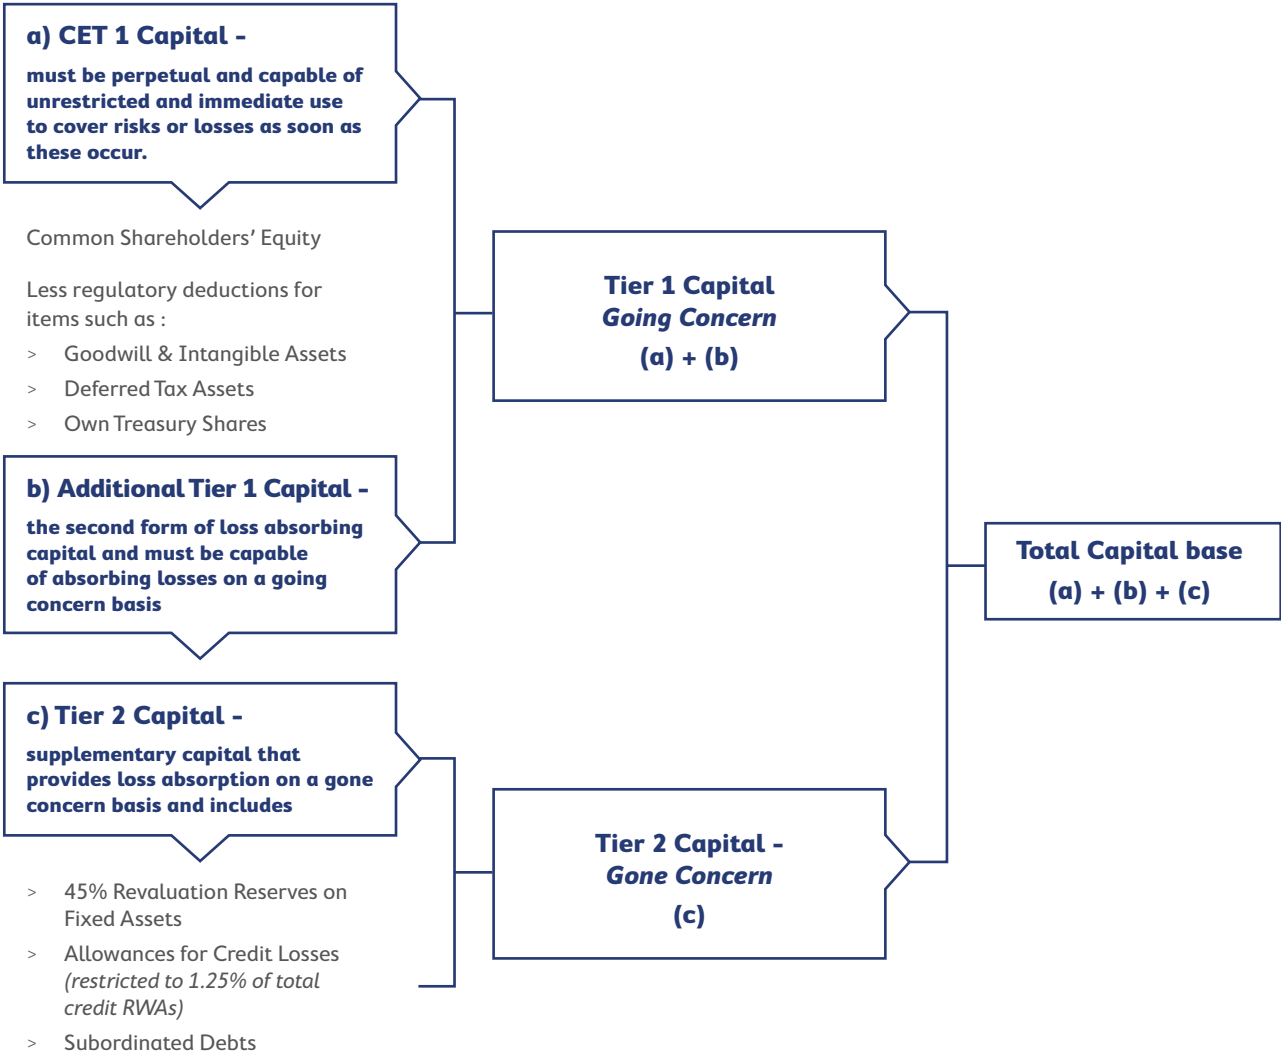 a) CET 1 Capital -
must be perpetual and capable of
unrestricted and immediate use
to cover risks or losses as soon as
these occur.
Common Shareholders’ Equity
Less regulatory deductions for
items such as :
> Goodwill & Intangible Assets
> Deferred Tax Assets
> Own Treasury Shares
b) Additional Tier 1 Capital -
the second form of loss absorbing
capital and must be capable
of absorbing losses on a going
concern basis
c) Tier 2 Capital -
supplementary capital that
provides loss absorption on a gone
concern basis and includes
> 45% Revaluation Reserves on
Fixed Assets
> Allowances for Credit Losses
(restricted to 1.25% of total
credit RWAs)
> Subordinated Debts
Tier 1 Capital
Going Concern
(a) + (b)
Tier 2 Capital -
Gone Concern
(c)
Total Capital base
(a) + (b) + (c)